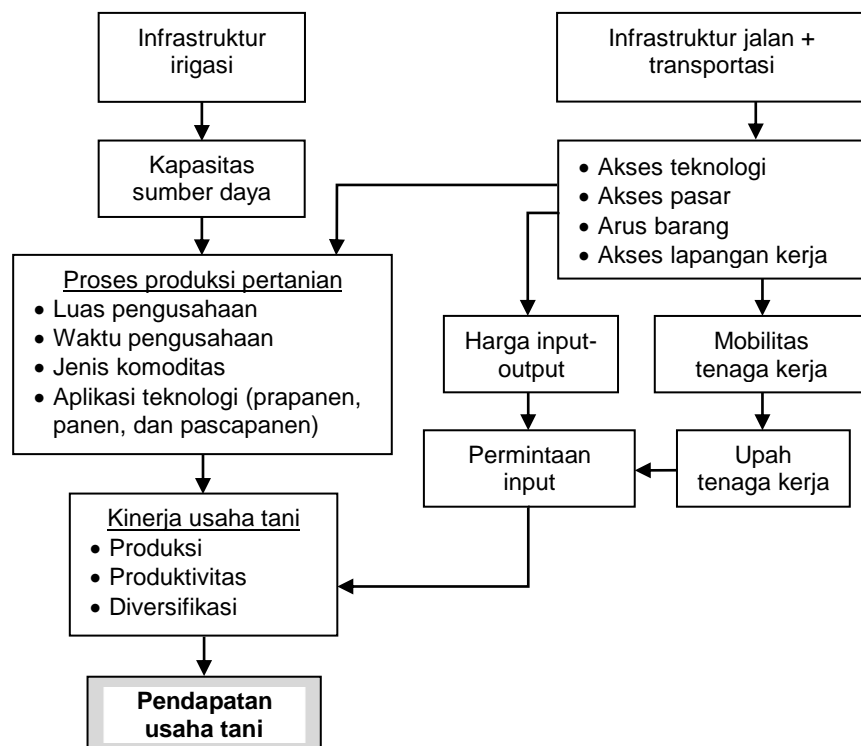 Infrastruktur
irigasi
Infrastruktur jalan +
transportasi
Kapasitas
sumber daya
• Akses teknologi
• Akses pasar
• Arus barang
• Akses lapangan kerja
Proses produksi pertanian
• Luas pengusahaan
• Waktu pengusahaan
• Jenis komoditas
• Aplikasi teknologi (prapanen,
panen, dan pascapanen)
Harga input-
output
Mobilitas
tenaga kerja
Permintaan
input
Upah
tenaga kerja
Kinerja usaha tani
• Produksi
• Produktivitas
• Diversifikasi
Pendapatan
usaha tani